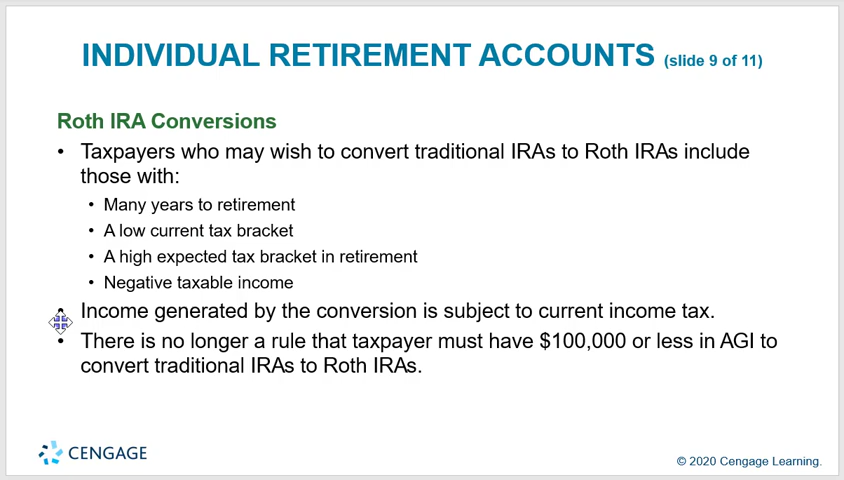 INDIVIDUAL RETIREMENT ACCOUNTS (slide 9 of 11)
Roth IRA Conversions
• Taxpayers who may wish to convert traditional IRAs to Roth IRAs include
those with:
• Many years to retirement
• A low current tax bracket
• A high expected tax bracket in retirement
• Negative taxable income
• Income generated by the conversion is subject to current income tax.
• There is no longer a rule that taxpayer must have $100,000 or less in AGI to
convert traditional IRAs to Roth IRAs.
CENGAGE
© 2020 Cengage Learning.